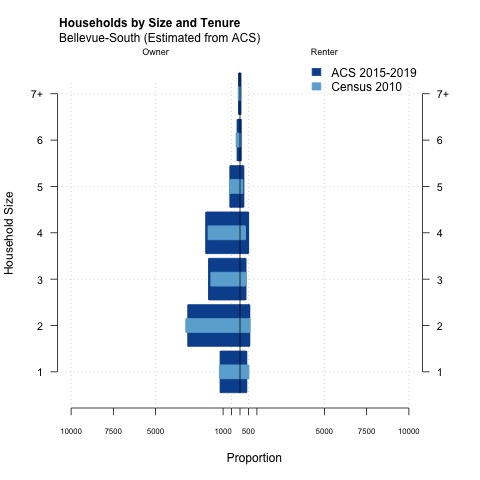 Households by Size and Tenure
Bellevue-South (Estimated from ACS)
Owner Renter
ACS 2015-2019
Census 2010
7+ 7+
6 6
5 5
4 4
3 3
2 2
1 1
Household Size
10000 7500 5000 1000 500 5000 7500 10000
Proportion